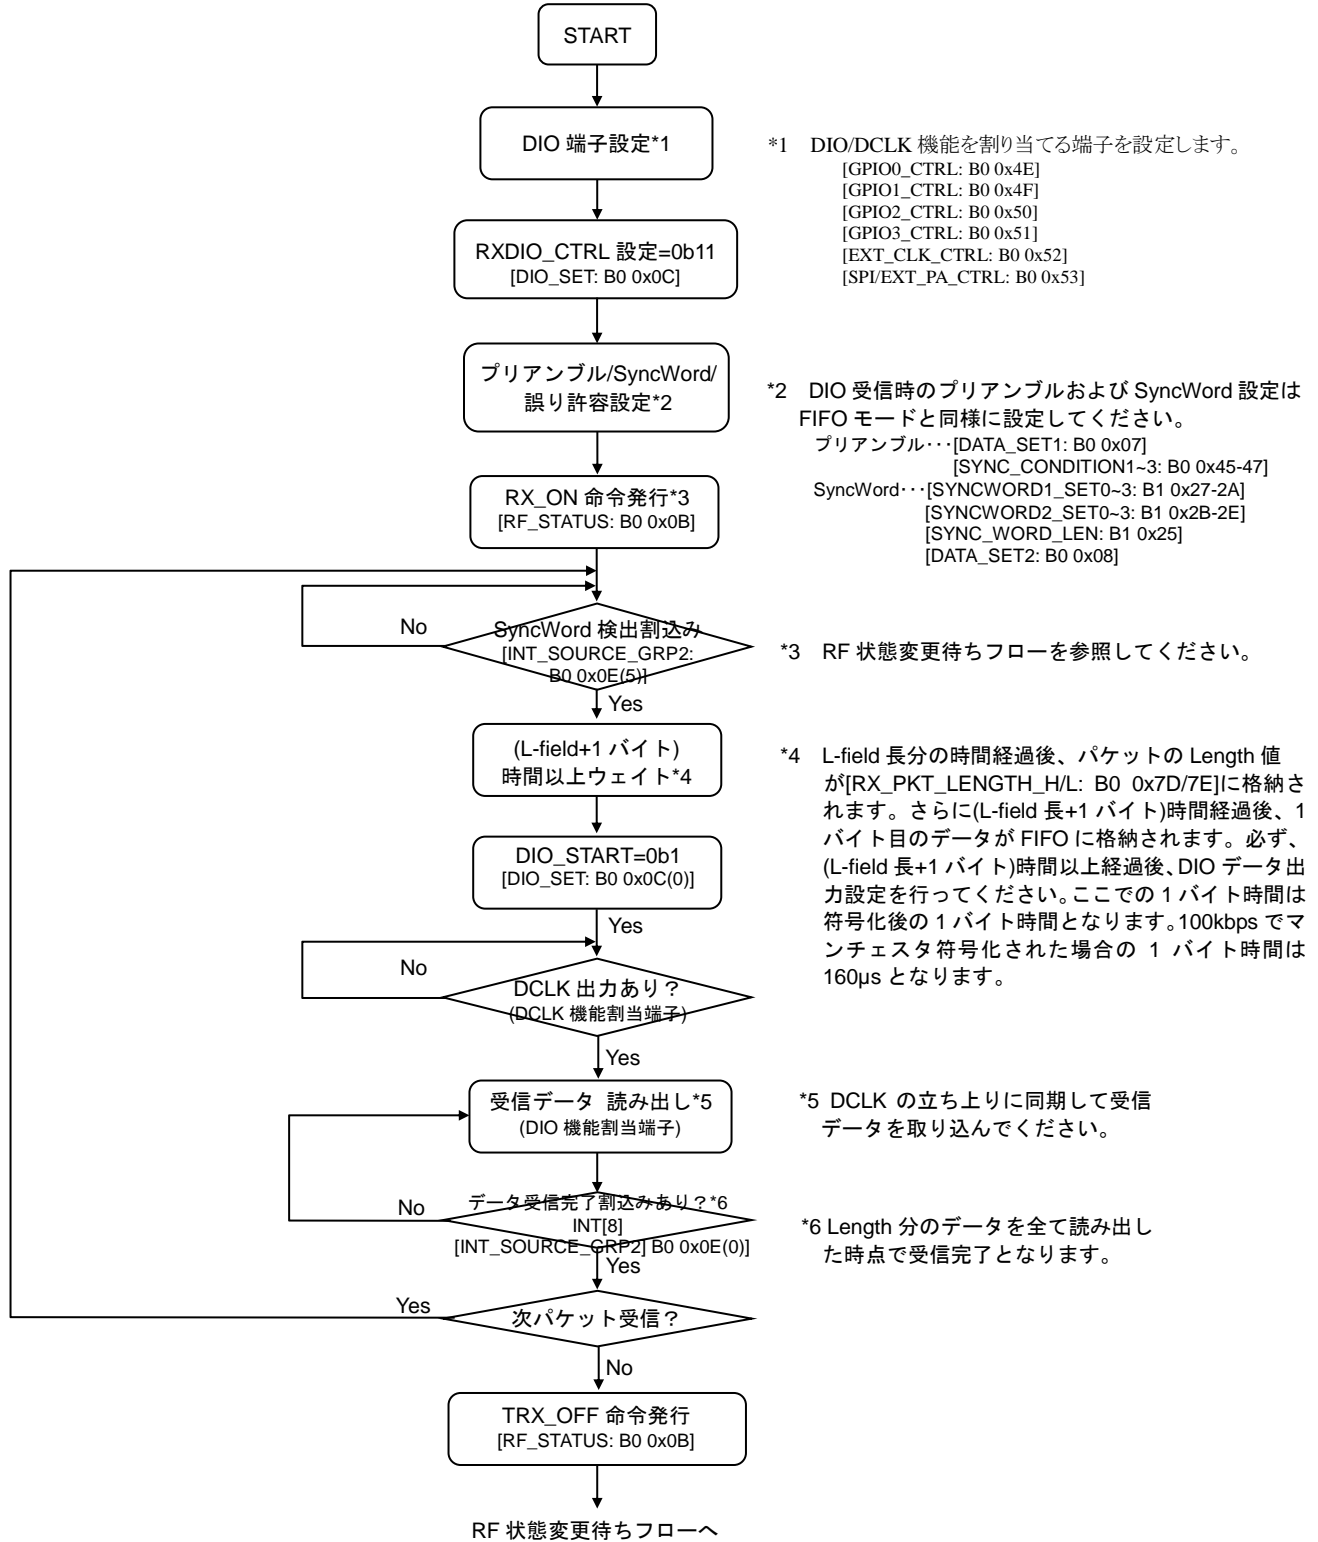 START
DIO 端子設定*1
*1 DIO/DCLK 機能を割り当てる端子を設定します。
[GPIO0_CTRL: B0 0x4E]
[GPIO1_CTRL: B0 0x4F]
[GPIO2_CTRL: B0 0x50]
[GPIO3_CTRL: B0 0x51]
[EXT_CLK_CTRL: B0 0x52]
[SPI/EXT_PA_CTRL: B0 0x53]
RXDIO_CTRL 設定=0b11
[DIO_SET: B0 0x0C]
プリアンブル/SyncWord/
誤り許容設定*2
*2 DIO 受信時のプリアンブルおよび SyncWord 設定は
FIFO モードと同様に設定してください。
プリアンブル･･･[DATA_SET1: B0 0x07]
[SYNC_CONDITION1~3: B0 0x45-47]
SyncWord･･･[SYNCWORD1_SET0~3: B1 0x27-2A]
[SYNCWORD2_SET0~3: B1 0x2B-2E]
[SYNC_WORD_LEN: B1 0x25]
[DATA_SET2: B0 0x08]
RX_ON 命令発行*3
[RF_STATUS: B0 0x0B]
No
SyncWord 検出割込み
[INT_SOURCE_GRP2:
B0 0x0E(5)]
Yes
*3 RF 状態変更待ちフローを参照してください。
(L-field+1 バイト)
時間以上ウェイト*4
*4 L-field 長分の時間経過後、パケットの Length 値
が[RX_PKT_LENGTH_H/L: B0 0x7D/7E]に格納さ
れます。さらに(L-field 長+1 バイト)時間経過後、1
バイト目のデータが FIFO に格納されます。必ず、
(L-field 長+1 バイト)時間以上経過後、DIO データ出
力設定を行ってください。ここでの 1 バイト時間は
符号化後の 1 バイト時間となります。100kbps でマ
ンチェスタ符号化された場合の 1 バイト時間は
160μs となります。
DIO_START=0b1
[DIO_SET: B0 0x0C(0)]
Yes
No
DCLK 出力あり？
(DCLK 機能割当端子)
Yes
受信データ 読み出し*5
(DIO 機能割当端子)
*5 DCLK の立ち上りに同期して受信
データを取り込んでください。
No
データ受信完了割込みあり？*6
INT[8]
[INT_SOURCE_GRP2] B0 0x0E(0)]
Yes
*6 Length 分のデータを全て読み出し
た時点で受信完了となります。
Yes
次パケット受信？
No
TRX_OFF 命令発行
[RF_STATUS: B0 0x0B]
RF 状態変更待ちフローへ